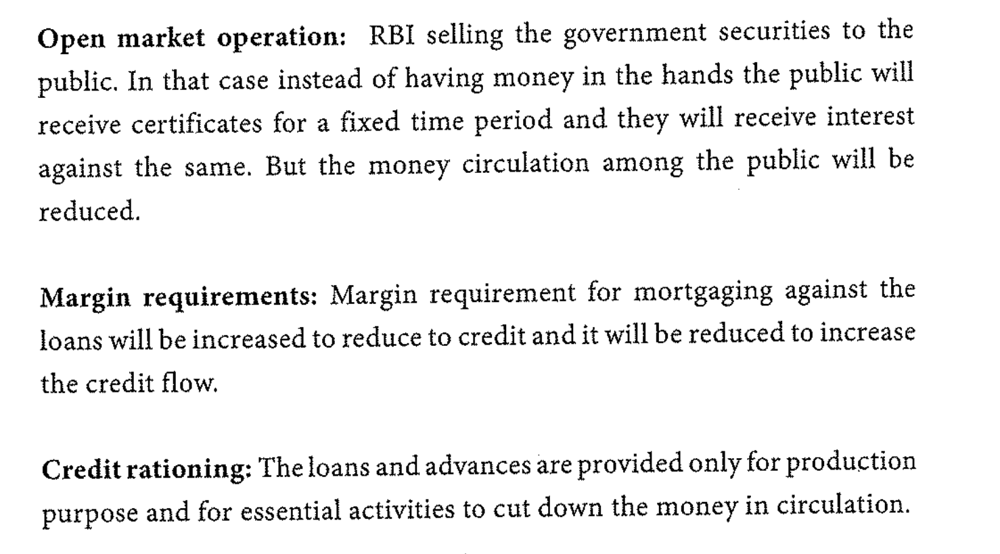 Open market operation: RBI selling the government securities to the
public. In that case instead of having money in the hands the public will
receive certificates for a fixed time period and they will receive interest
against the same. But the money circulation among the public will be
reduced.
Margin requirements: Margin requirement for mortgaging against the
loans will be increased to reduce to credit and it will be reduced to increase
the credit flow.
Credit rationing: The loans and advances are provided only for production
purpose and for essential activities to cut down the money in circulation.